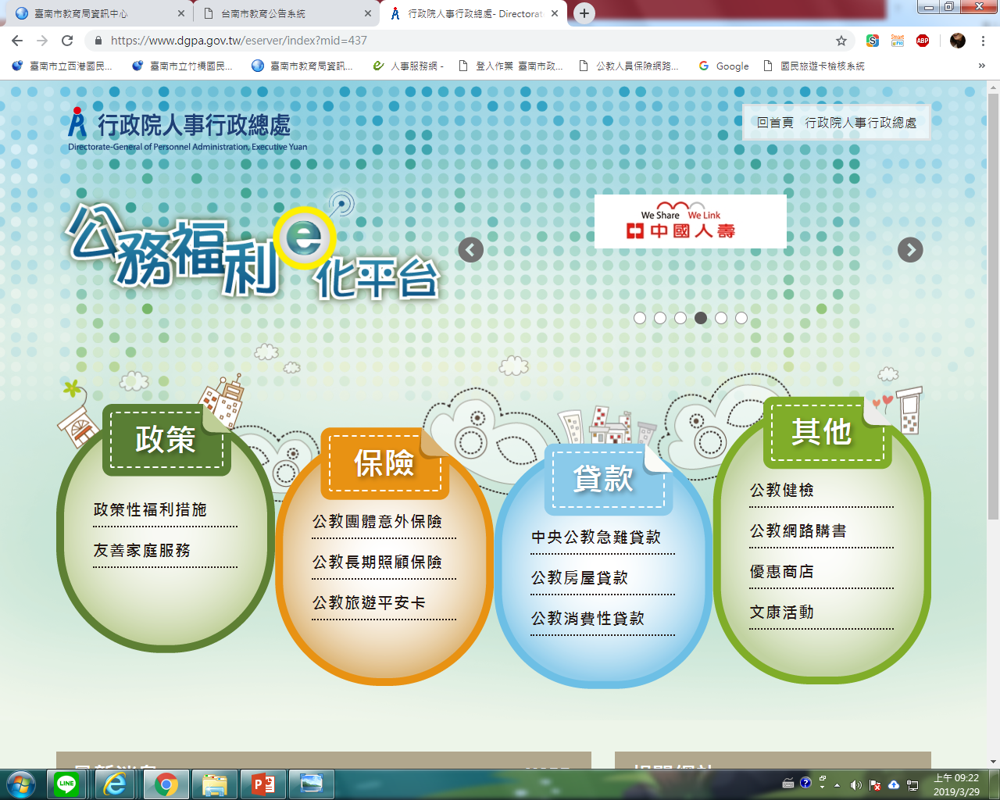 臺南市教育局資訊中心
台南市教育公告系統
行政院人事行政總處- Directorat
https://www.dgpa.gov.tw/eserver/index?mid=437
臺南市立西港國民...
臺南市立竹橋國民...
臺南市教育局資訊...
人事服務網 -
登入作業 臺南市政...
公教人員保險網路...
Google
國民旅遊卡檢核系統
行政院人事行政總處
Directorate-General of Personnel Administration, Executive Yuan
回首頁 行政院人事行政總處
公務福利e化平台
We Share We Link
中國人壽
政策
政策性福利措施
友善家庭服務
保險
公教團體意外保險
公教長期照顧保險
公教旅遊平安卡
貸款
中央公教急難貸款
公教房屋貸款
公教消費性貸款
其他
公教健檢
公教網路購書
優惠商店
文康活動
上午 09:22
2019/3/29